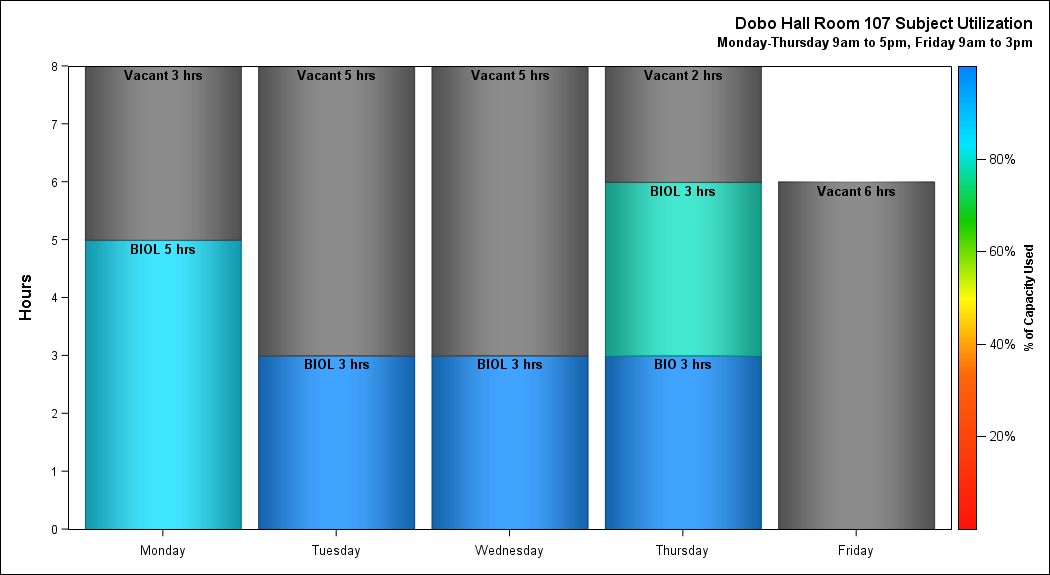 Dobo Hall Room 107 Subject Utilization
Monday-Thursday 9am to 5pm, Friday 9am to 3pm
Hours
8
7
6
5
4
3
2
1
0
Vacant 3 hrs
BIOL 5 hrs
Vacant 5 hrs
BIOL 3 hrs
Vacant 5 hrs
BIOL 3 hrs
Vacant 2 hrs
BIOL 3 hrs
BIO 3 hrs
Vacant 6 hrs
Monday
Tuesday
Wednesday
Thursday
Friday
80%
60%
40%
20%
% of Capacity Used